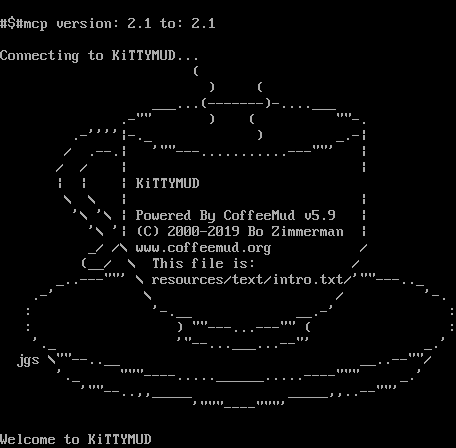 #$#mcp version: 2.1 to: 2.1
Connecting to KiTTYMUD...
KiTTYMUD
Powered By CoffeeMud v5.9
(C) 2000-2019 Bo Zimmerman
www.coffeemud.org
This file is:
resources/text/intro.txt
jgs
Welcome to KiTTYMUD